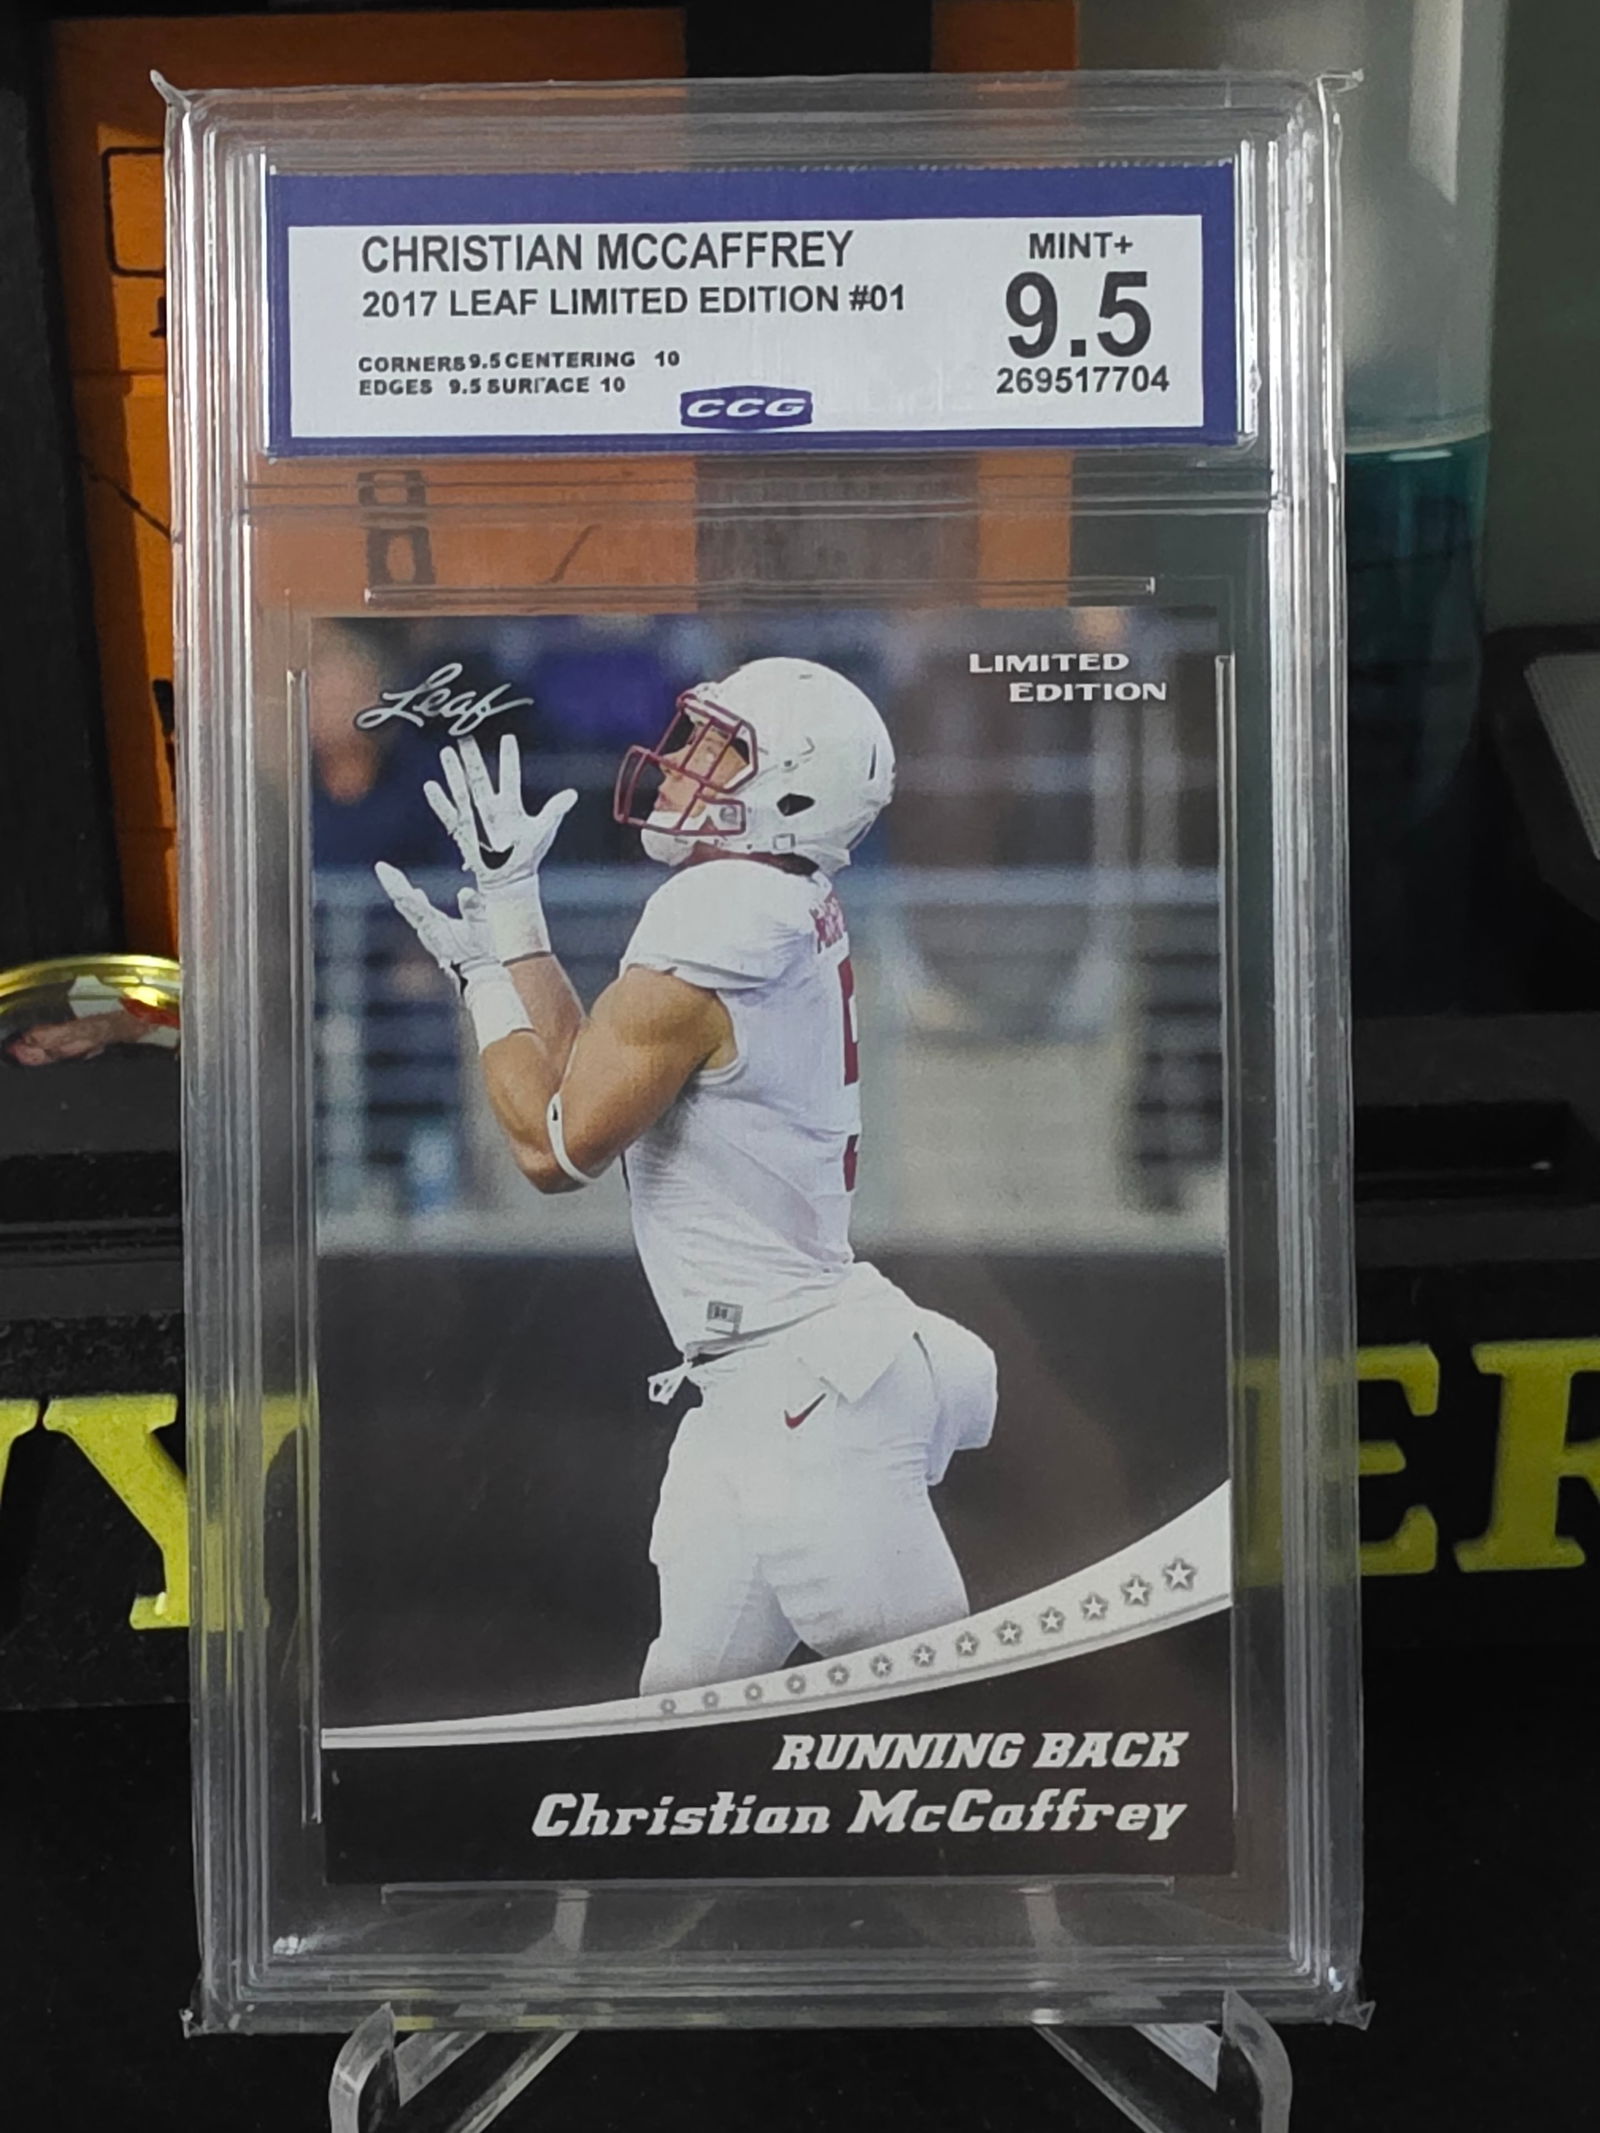 CHRISTIAN MCCAFFREY
2017 LEAF LIMITED EDITION #01
CORNERS 9.5 CENTERING 10
EDGES 9.5 SURFACE 10
MINT+
9.5
269517704
CCG
Leaf
LIMITED
EDITION
RUNNING BACK
Christian McCaffrey
Y
ER